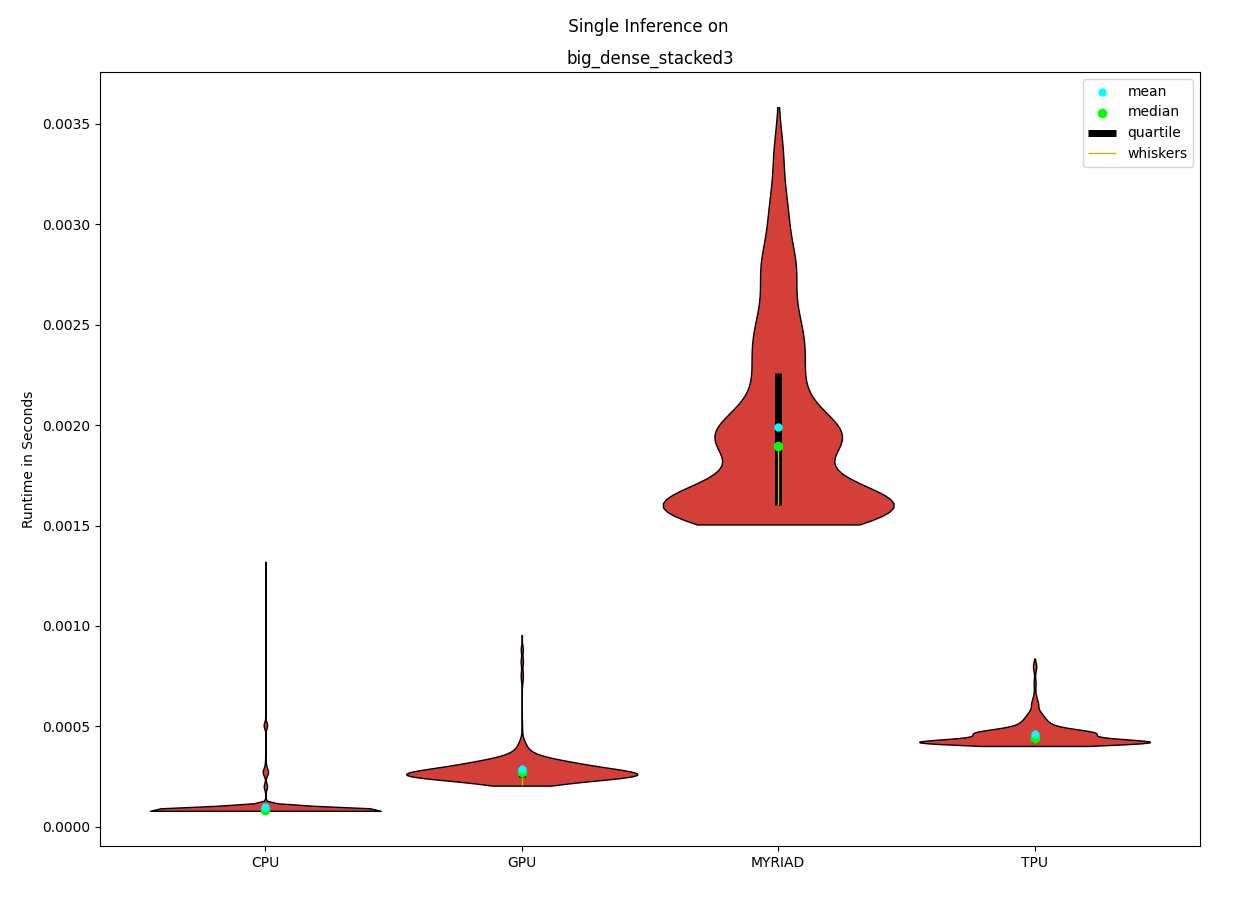 Single Inference on
big_dense_stacked3
mean
median
quartile
whiskers
Runtime in Seconds
0.0035
0.0030
0.0025
0.0020
0.0015
0.0010
0.0005
0.0000
CPU
GPU
MYRIAD
TPU